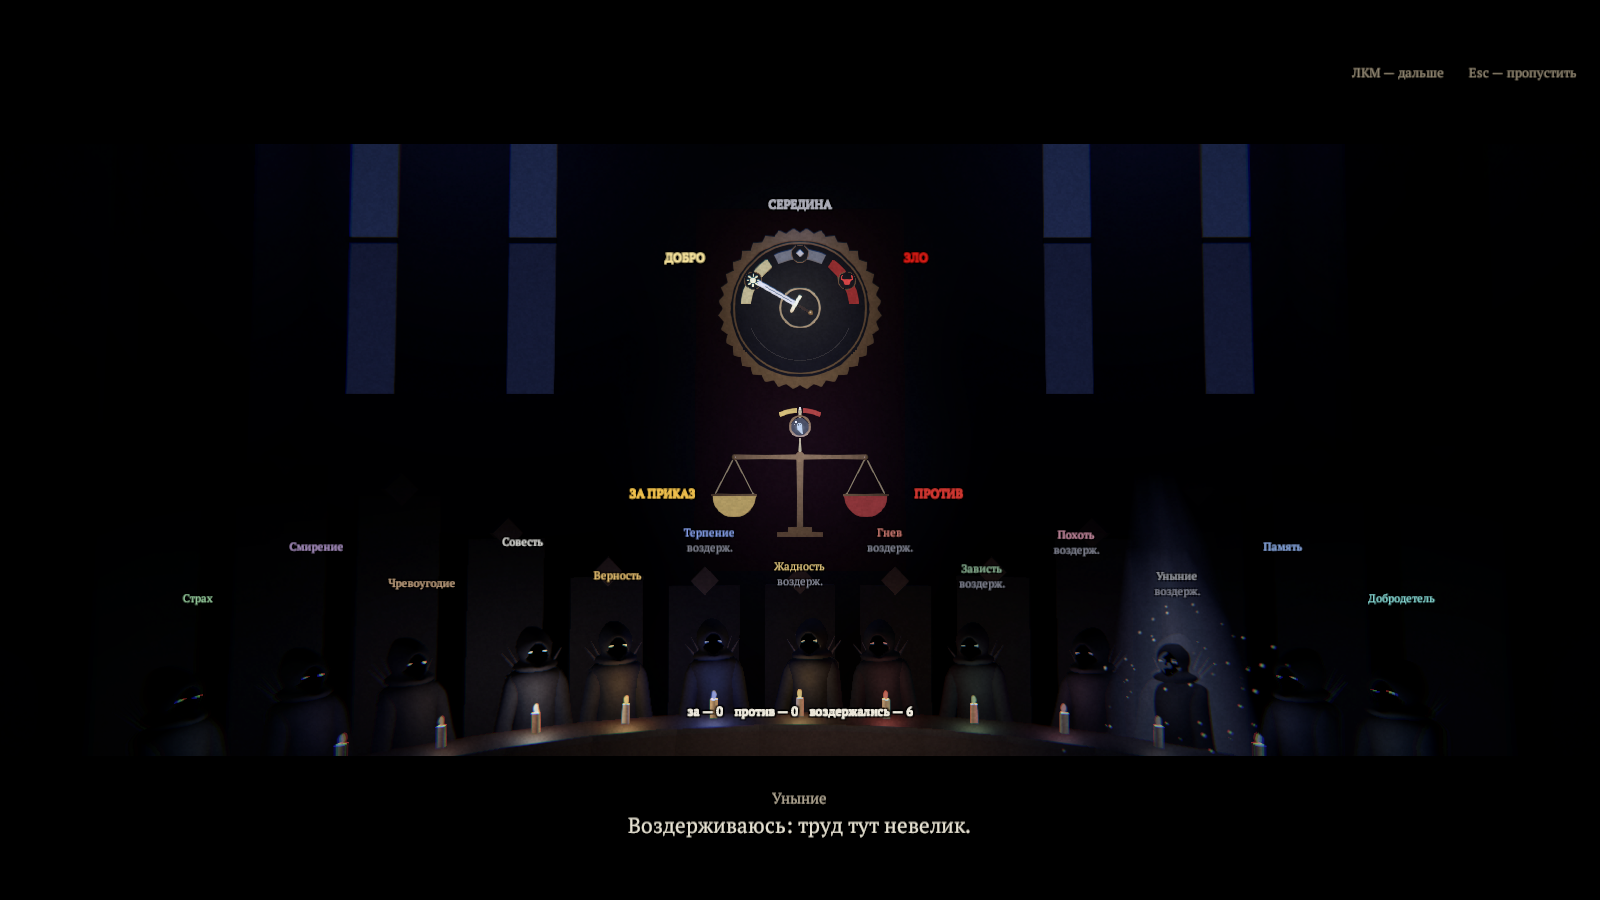 ЛКМ — дальше Esc — пропустить
СЕРЕДИНА
ДОБРО ЗЛО
ЗА ПРИКАЗ ПРОТИВ
Терпение
воздерж.
Гнев
воздерж.
Похоть
воздерж.
Смирение
Совесть
Память
Жадность
воздерж.
Чревоугодие
Верность
Зависть
воздерж.
Уныние
воздерж.
Страх
Добродетель
за — 0 против — 0 воздержались — 6
Уныние
Воздерживаюсь: труд тут невелик.